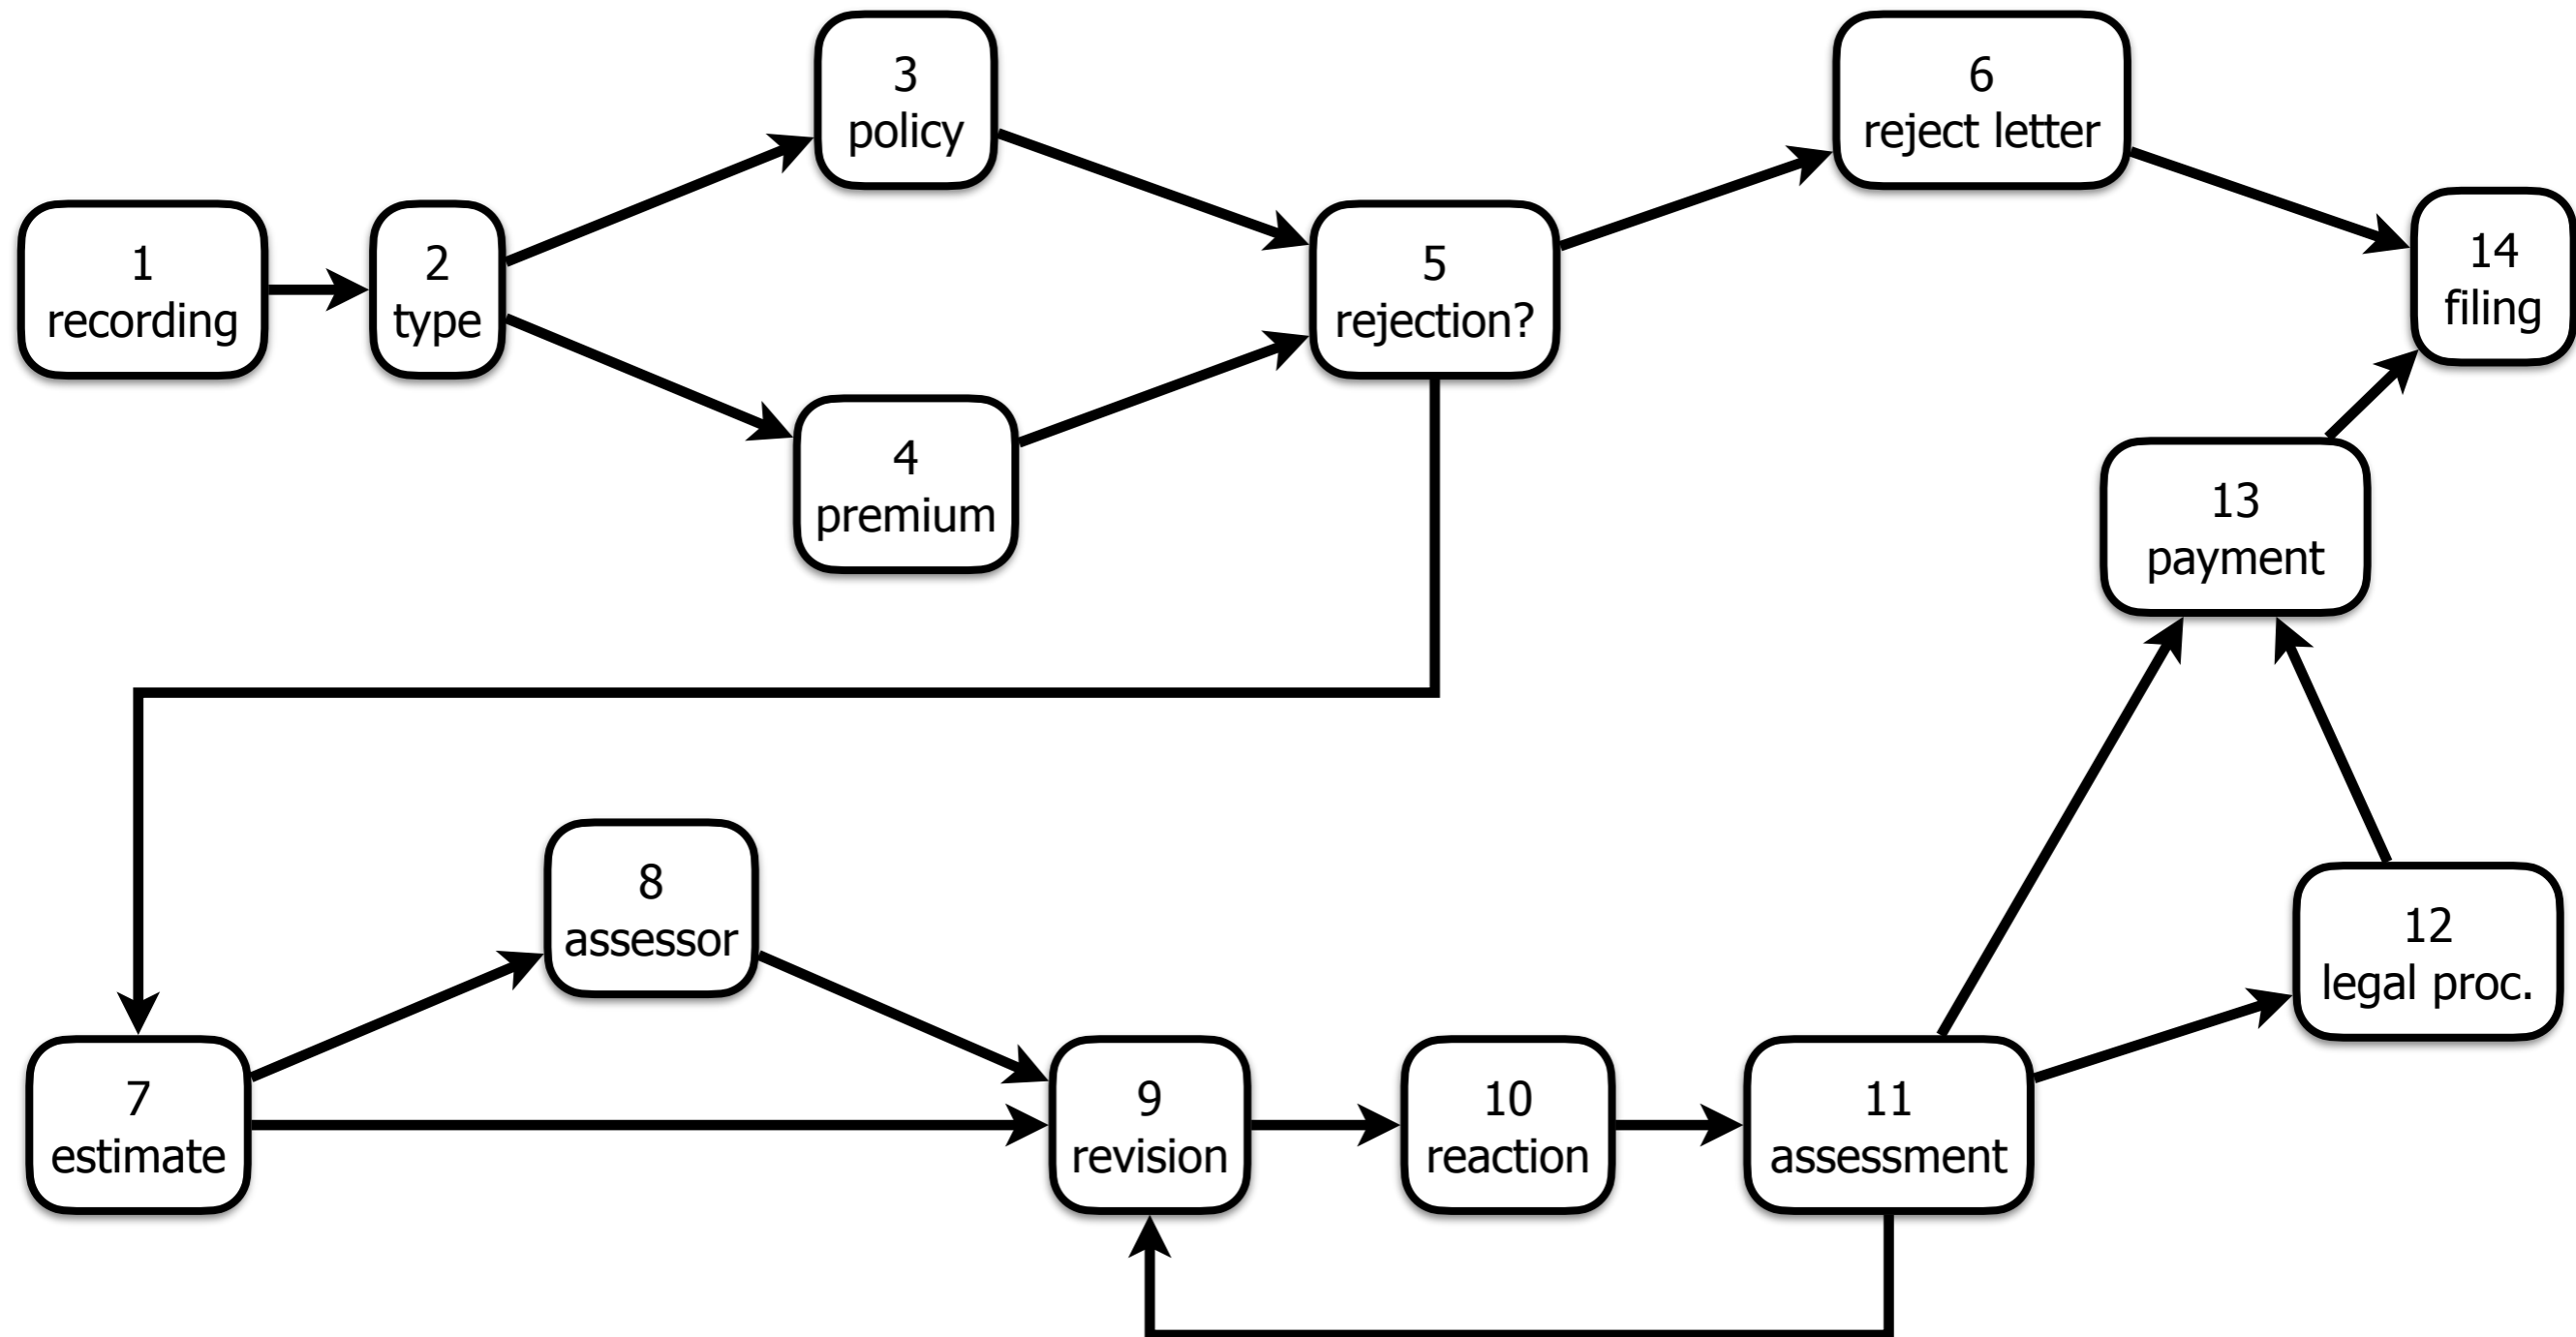 3
policy
6
reject letter
1
recording
2
type
5
rejection?
14
filing
4
premium
13
payment
8
assessor
12
legal proc.
7
estimate
9
revision
10
reaction
11
assessment